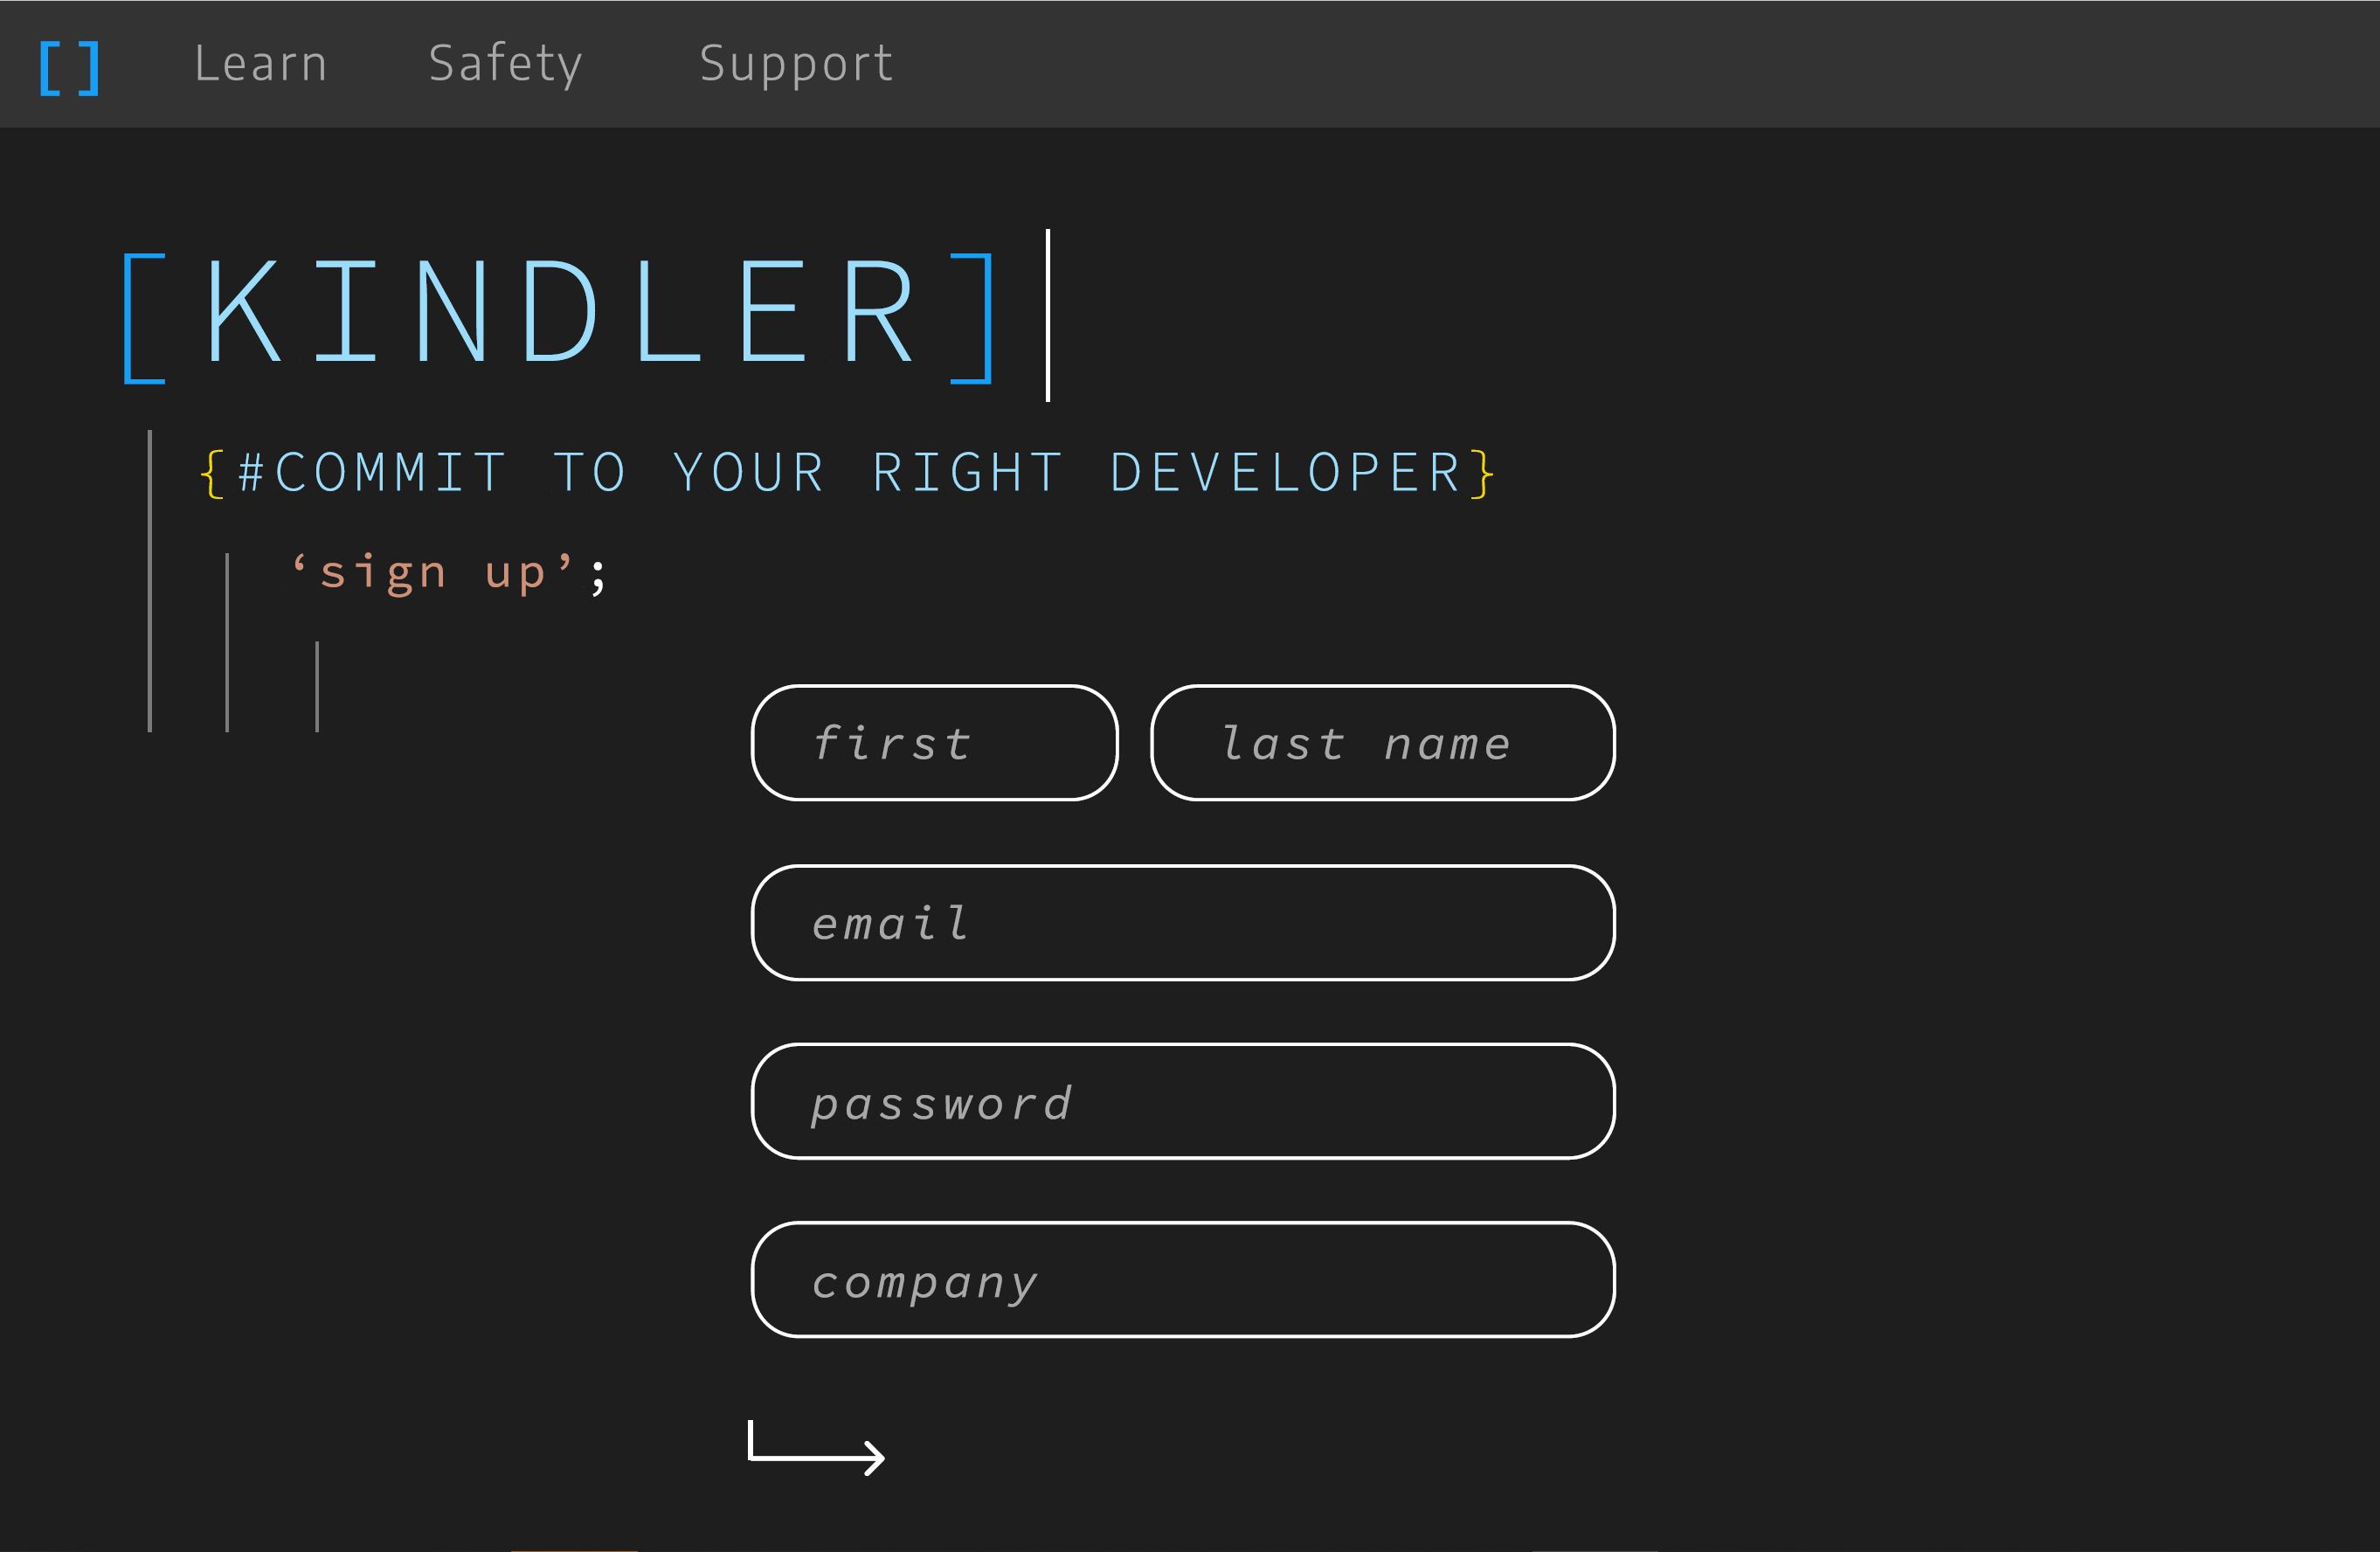 [] Learn Safety Support
[KINDLER]
{#COMMIT TO YOUR RIGHT DEVELOPER}
‘sign up’;
first last name
email
password
company